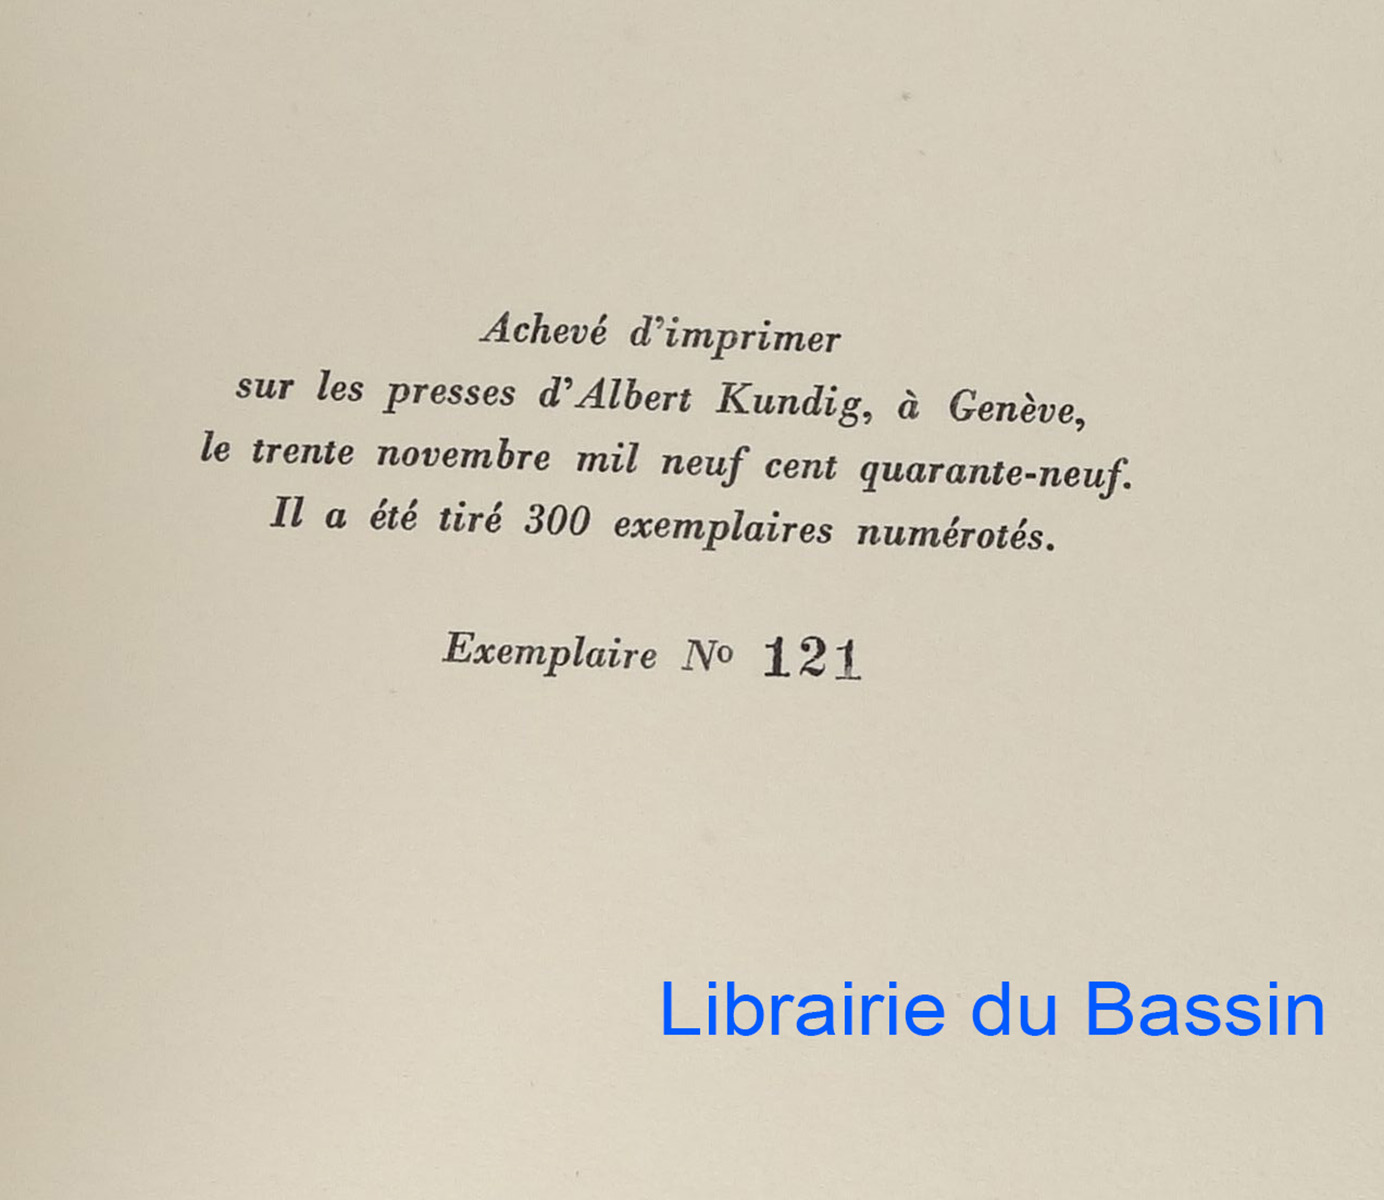 Achevé d'imprimer
sur les presses d'Albert Kundig, à Genève,
le trente novembre mil neuf cent quarante-neuf.
Il a été tiré 300 exemplaires numérotés.
Exemplaire Nº 121
Librairie du Bassin